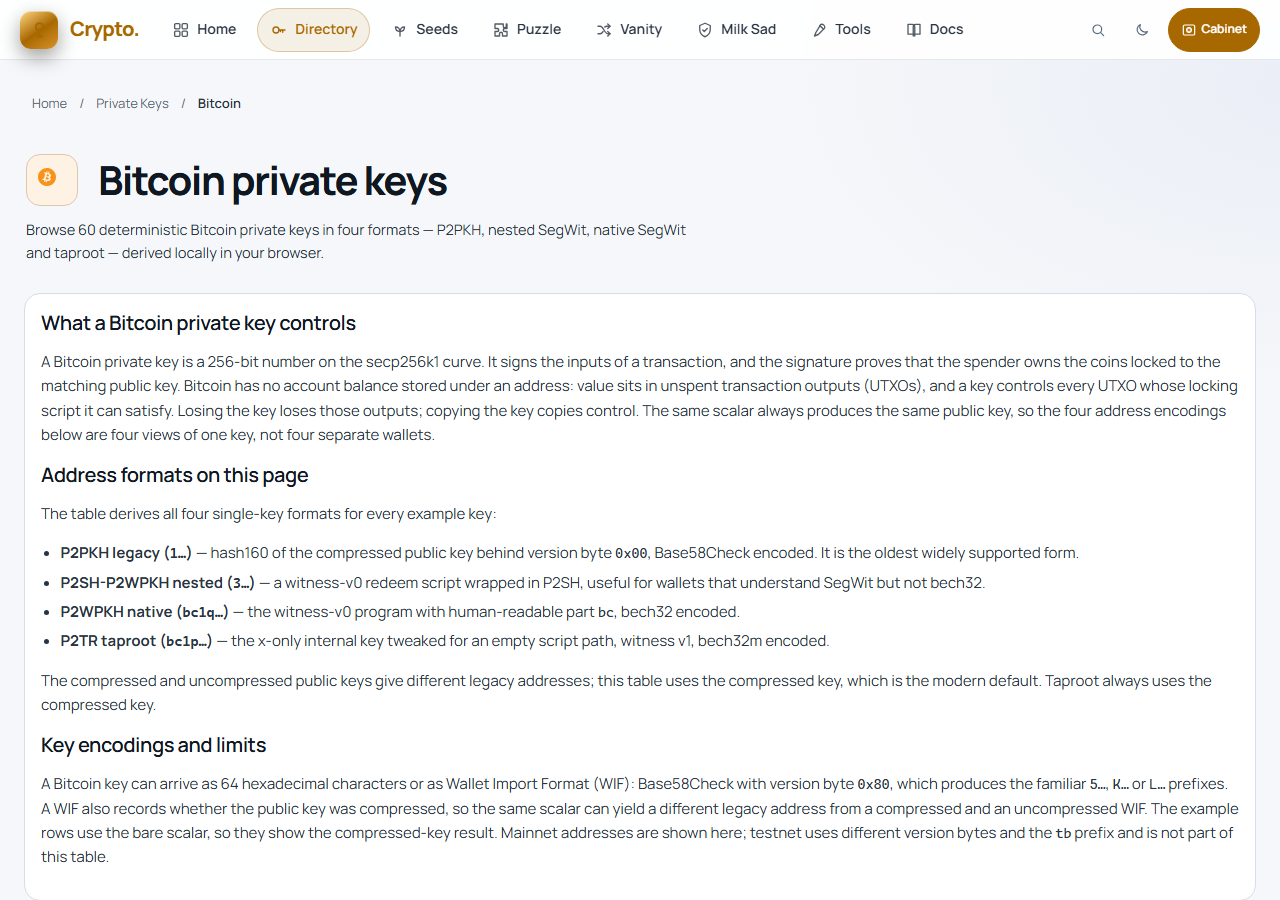 Crypto.
Home
Directory
Seeds
Puzzle
Vanity
Milk Sad
Tools
Docs
Cabinet
Home / Private Keys / Bitcoin
Bitcoin private keys
Browse 60 deterministic Bitcoin private keys in four formats — P2PKH, nested SegWit, native SegWit
and taproot — derived locally in your browser.
What a Bitcoin private key controls
A Bitcoin private key is a 256-bit number on the secp256k1 curve. It signs the inputs of a transaction, and the signature proves that the spender owns the coins locked to the
matching public key. Bitcoin has no account balance stored under an address: value sits in unspent transaction outputs (UTXOs), and a key controls every UTXO whose locking
script it can satisfy. Losing the key loses those outputs; copying the key copies control. The same scalar always produces the same public key, so the four address encodings
below are four views of one key, not four separate wallets.
Address formats on this page
The table derives all four single-key formats for every example key:
• P2PKH legacy (1…) — hash160 of the compressed public key behind version byte 0x00, Base58Check encoded. It is the oldest widely supported form.
• P2SH-P2WPKH nested (3…) — a witness-v0 redeem script wrapped in P2SH, useful for wallets that understand SegWit but not bech32.
• P2WPKH native (bc1q…) — the witness-v0 program with human-readable part bc, bech32 encoded.
• P2TR taproot (bc1p…) — the x-only internal key tweaked for an empty script path, witness v1, bech32m encoded.
The compressed and uncompressed public keys give different legacy addresses; this table uses the compressed key, which is the modern default. Taproot always uses the
compressed key.
Key encodings and limits
A Bitcoin key can arrive as 64 hexadecimal characters or as Wallet Import Format (WIF): Base58Check with version byte 0x80, which produces the familiar 5…, K… or L… prefixes.
A WIF also records whether the public key was compressed, so the same scalar can yield a different legacy address from a compressed and an uncompressed WIF. The example
rows use the bare scalar, so they show the compressed-key result. Mainnet addresses are shown here; testnet uses different version bytes and the tb prefix and is not part of
this table.